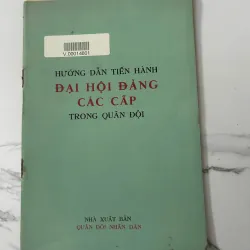 V.00014601
HƯỚNG DẪN TIẾN HÀNH
ĐẠI HỘI ĐẢNG
CÁC CẤP
TRONG QUÂN ĐỘI
NHÀ XUẤT BẢN
QUÂN ĐỘI NHÂN DÂN